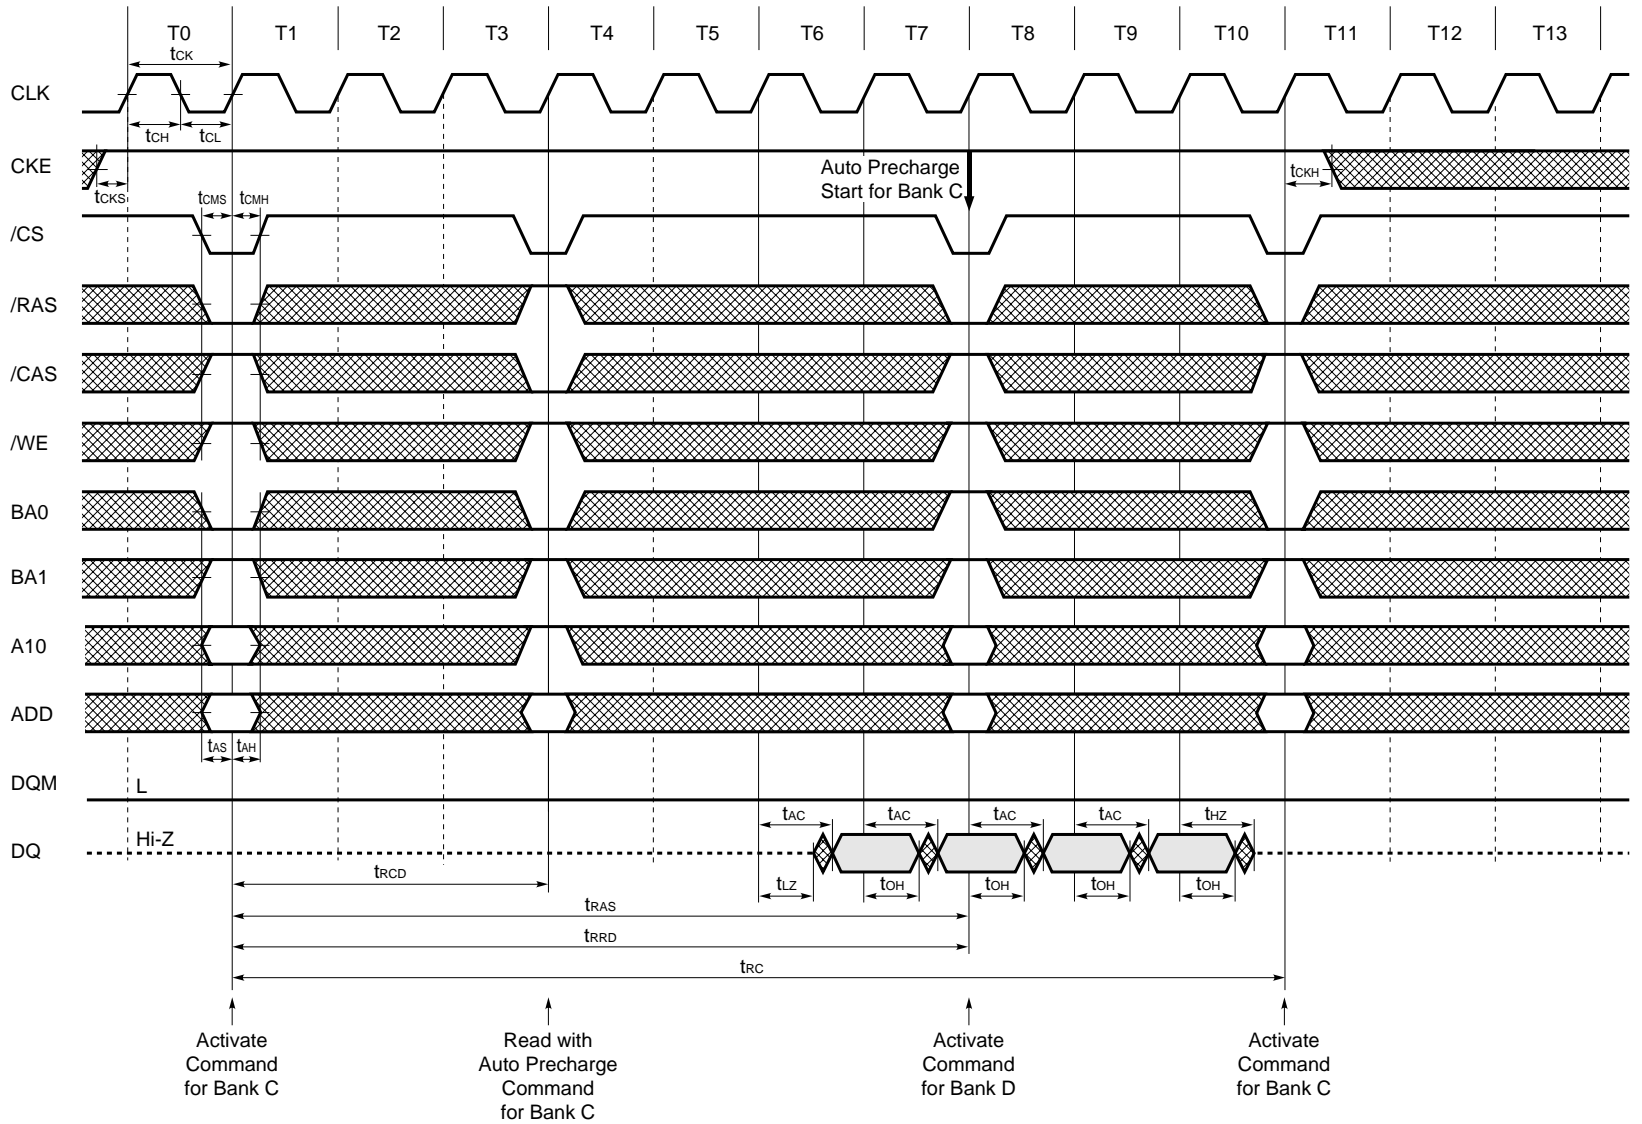 T0 T1 T2 T3 T4 T5 T6 T7 T8 T9 T10 T11 T12 T13
tCK
CLK
tCH tCL
CKE
Auto Precharge
Start for Bank C
tCKH
tCKS tCMS tCMH
/CS
/RAS
/CAS
/WE
BA0
BA1
A10
ADD
tAS tAH
DQM L
tAC tAC tAC tAC tHZ
DQ Hi-Z
tRCD
tLZ tOH tOH tOH tOH
tRAS
tRRD
tRC
Activate
Command
for Bank C
Read with
Auto Precharge
Command
for Bank C
Activate
Command
for Bank D
Activate
Command
for Bank C